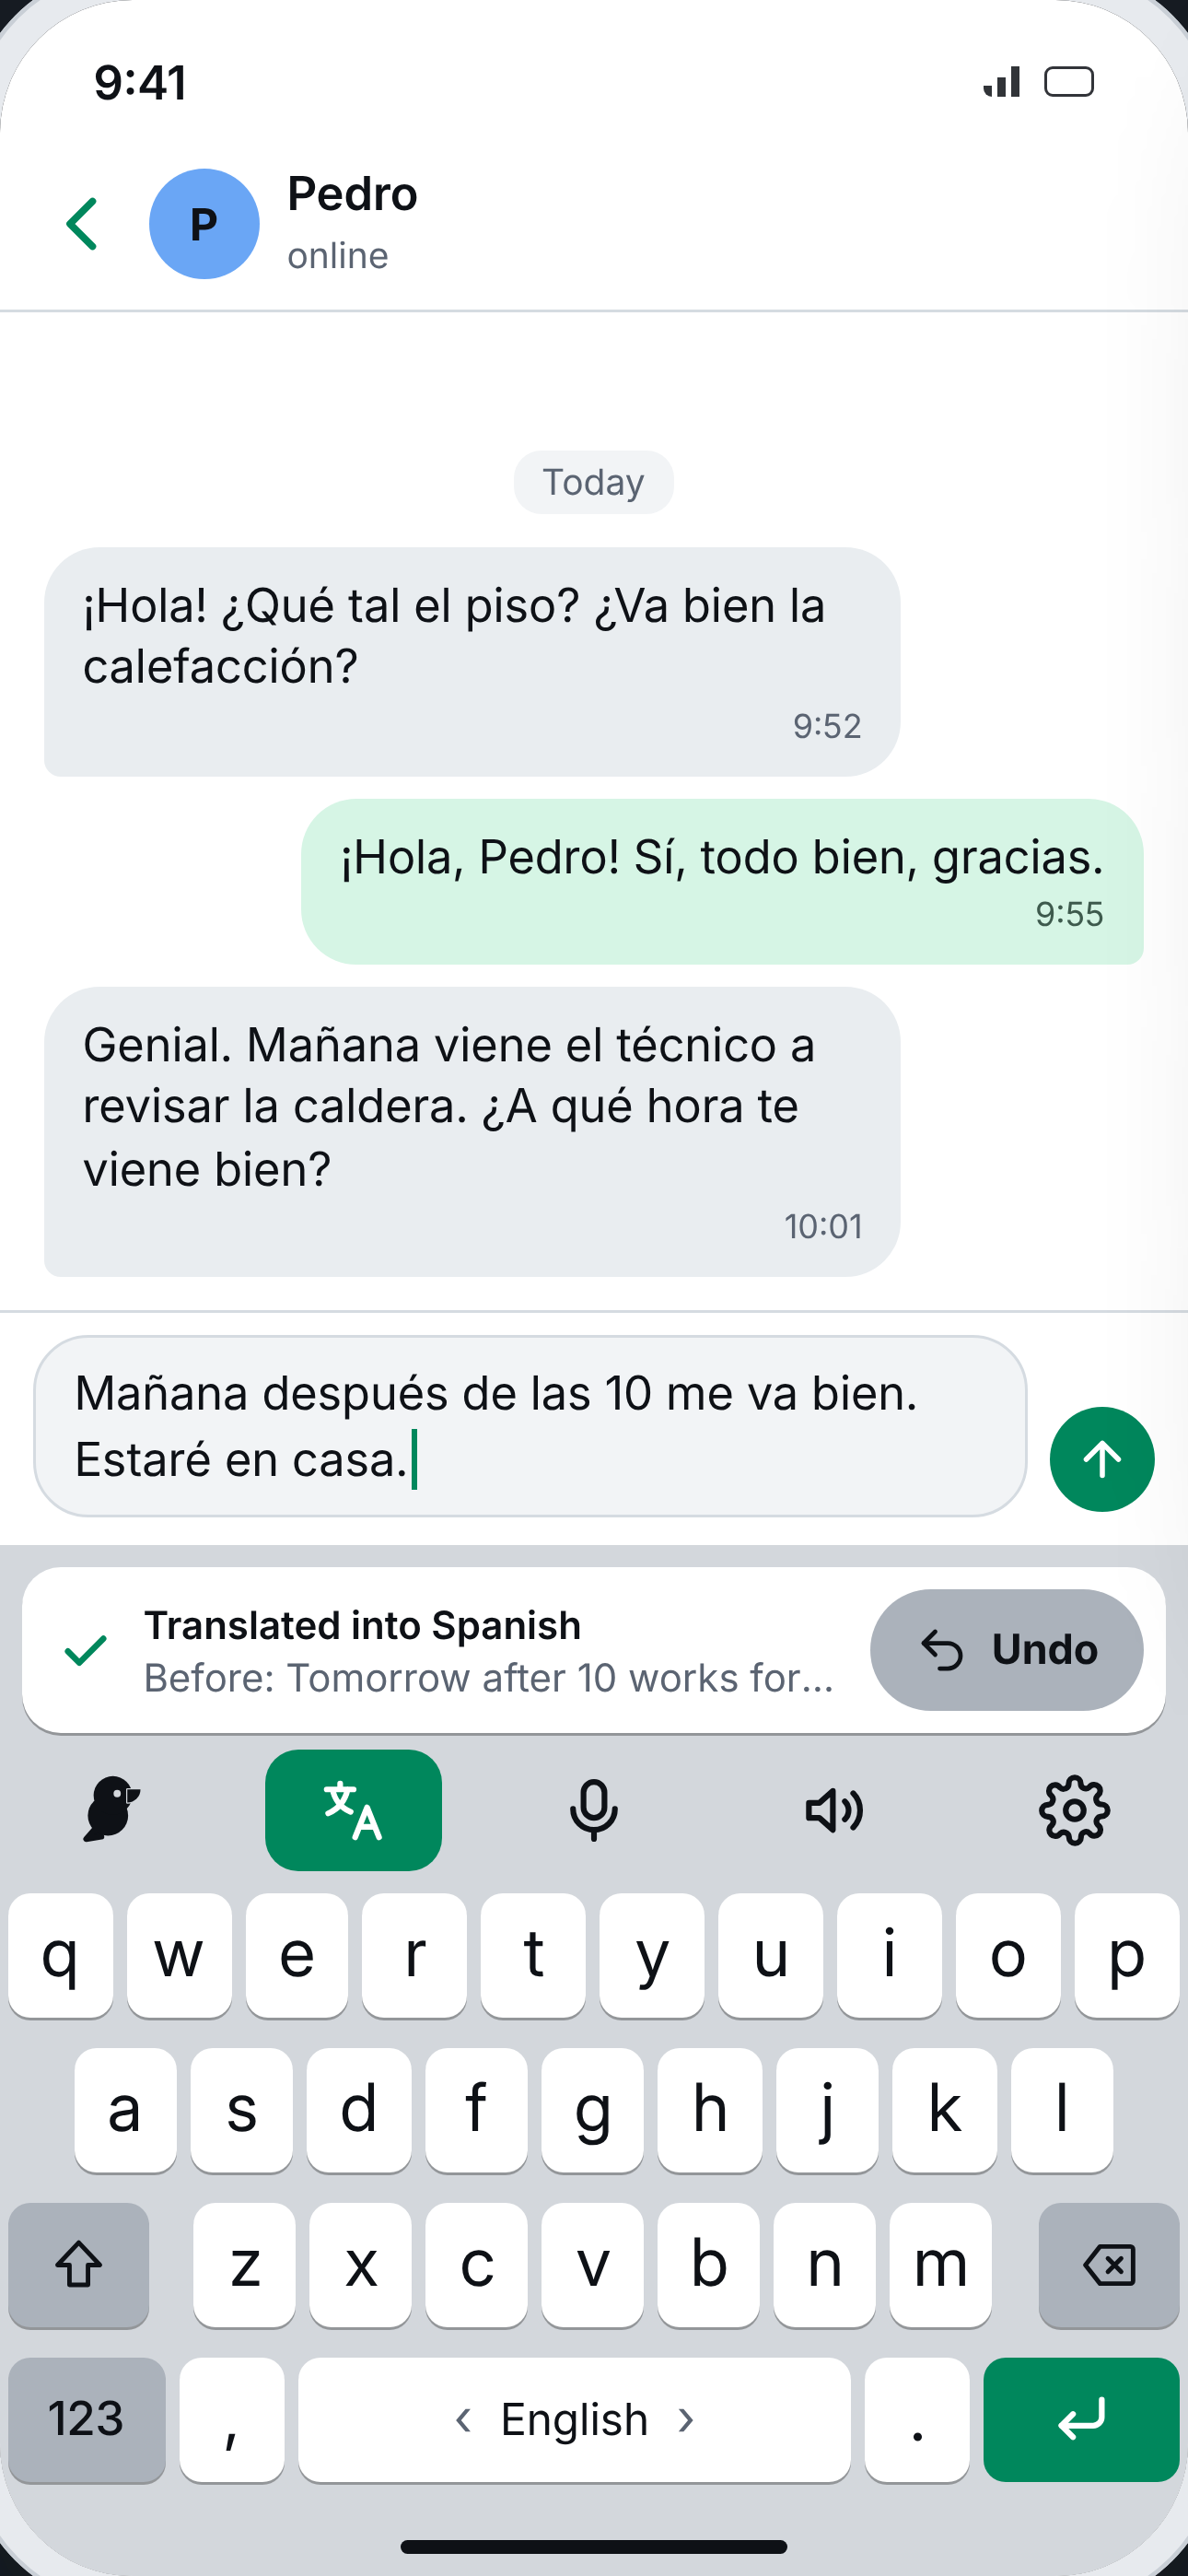 9:41
P
Pedro
online
Today
¡Hola! ¿Qué tal el piso? ¿Va bien la
calefacción?
9:52
¡Hola, Pedro! Sí, todo bien, gracias.
9:55
Genial. Mañana viene el técnico a
revisar la caldera. ¿A qué hora te
viene bien?
10:01
Mañana después de las 10 me va bien.
Estaré en casa.
Translated into Spanish
Before: Tomorrow after 10 works for...
Undo
q w e r t y u i o p
a s d f g h j k l
z x c v b n m
123 , ‹ English › .